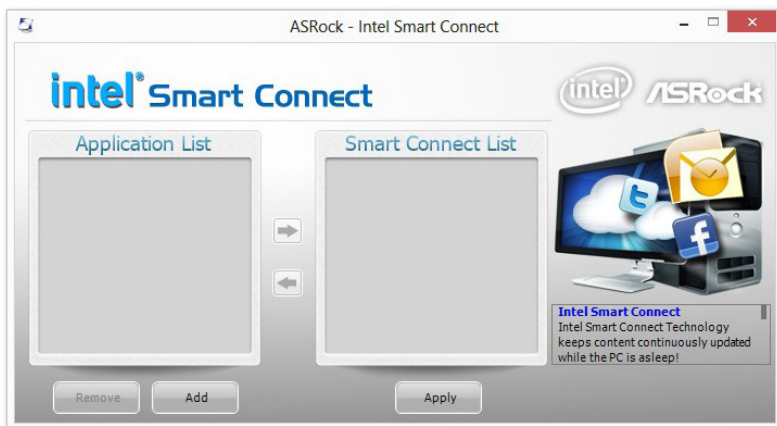 ASRock - Intel Smart Connect
intel® Smart Connect
intel® ASRock
Application List
Smart Connect List
Intel Smart Connect
Intel Smart Connect Technology
keeps content continuously updated
while the PC is asleep!
Remove
Add
Apply